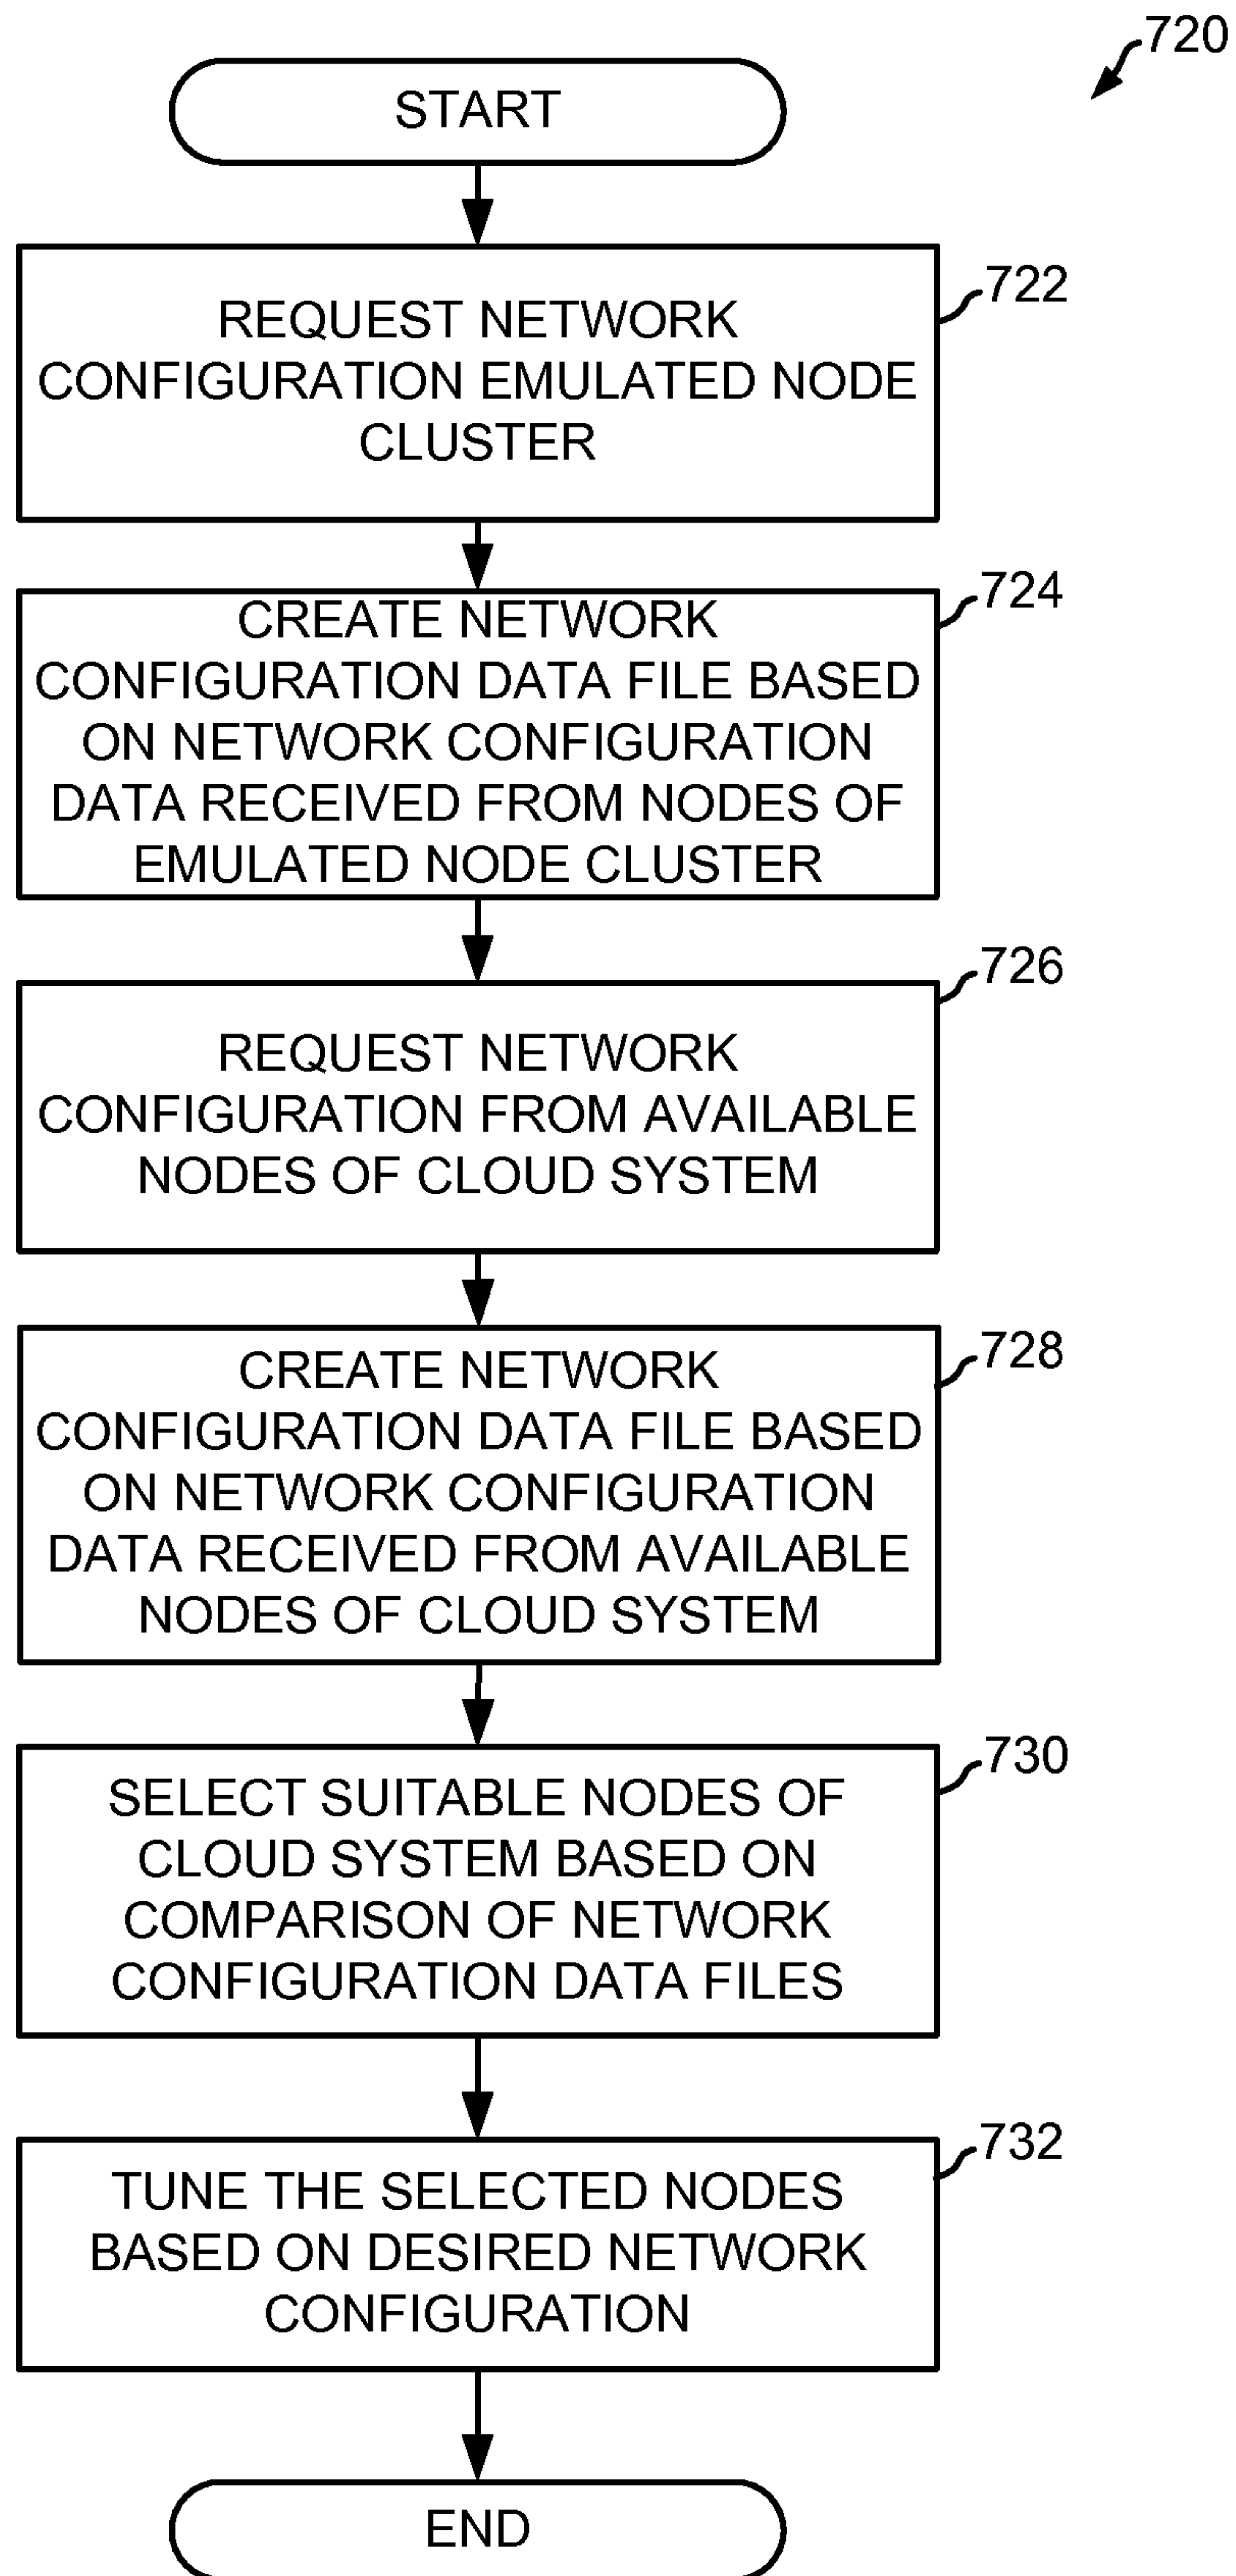 720
START
722
REQUEST NETWORK
CONFIGURATION EMULATED NODE
CLUSTER
724
CREATE NETWORK
CONFIGURATION DATA FILE BASED
ON NETWORK CONFIGURATION
DATA RECEIVED FROM NODES OF
EMULATED NODE CLUSTER
726
REQUEST NETWORK
CONFIGURATION FROM AVAILABLE
NODES OF CLOUD SYSTEM
728
CREATE NETWORK
CONFIGURATION DATA FILE BASED
ON NETWORK CONFIGURATION
DATA RECEIVED FROM AVAILABLE
NODES OF CLOUD SYSTEM
730
SELECT SUITABLE NODES OF
CLOUD SYSTEM BASED ON
COMPARISON OF NETWORK
CONFIGURATION DATA FILES
732
TUNE THE SELECTED NODES
BASED ON DESIRED NETWORK
CONFIGURATION
END